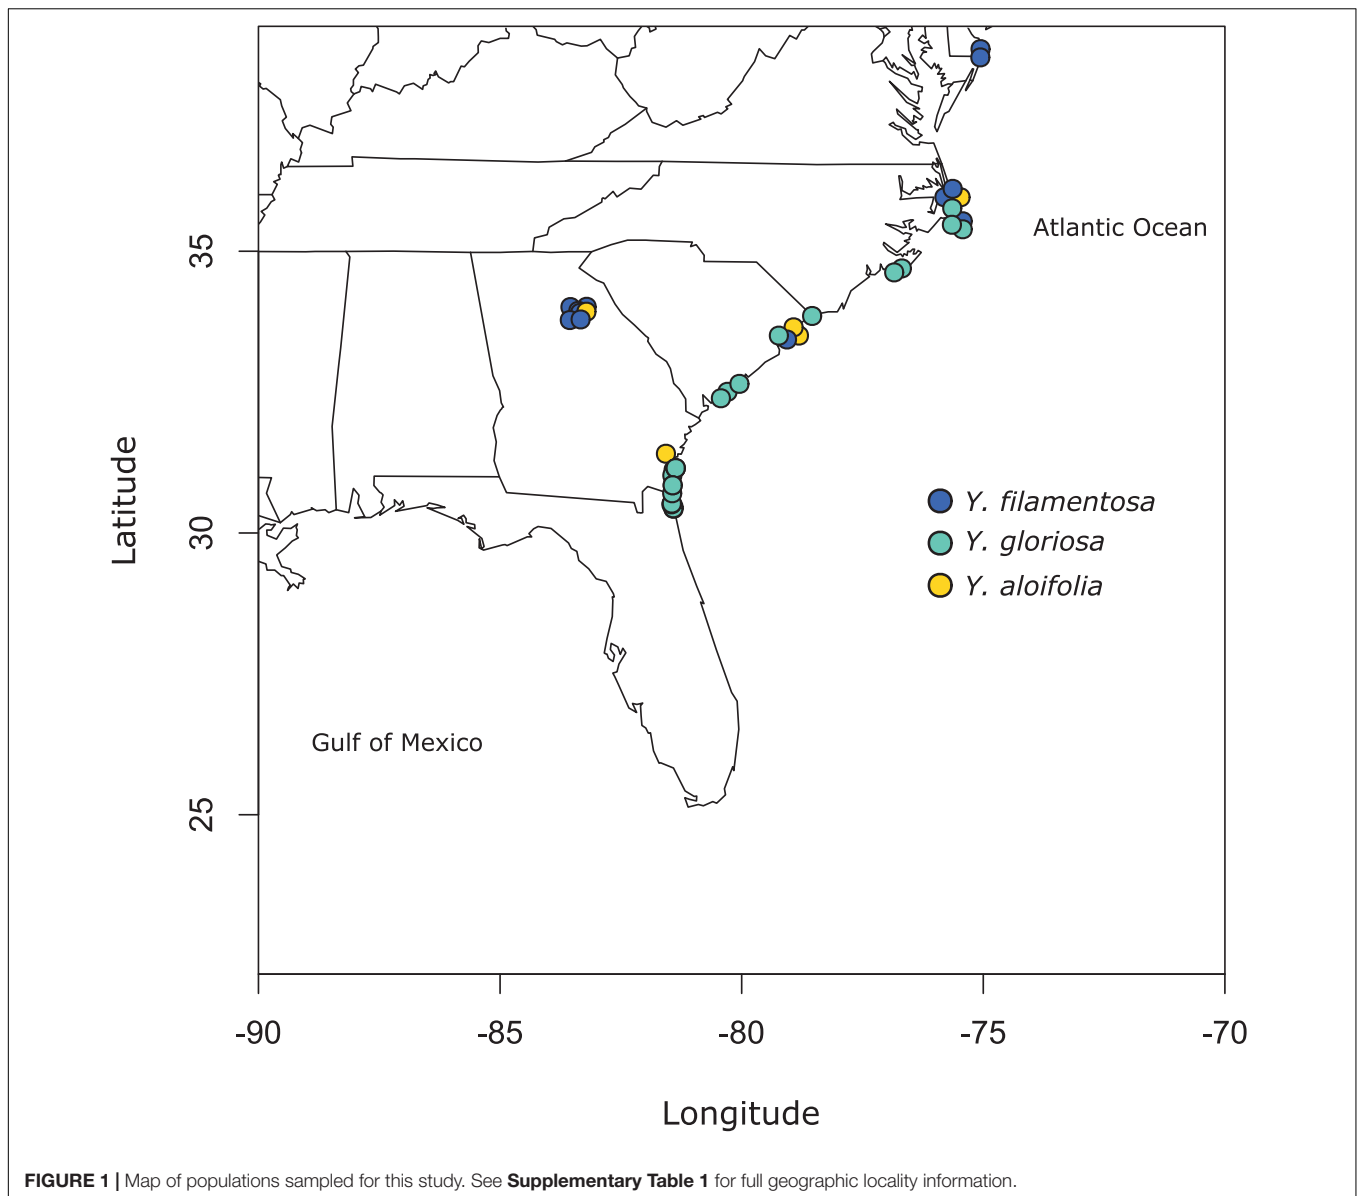 Atlantic Ocean
35
30
25
Latitude
Y. filamentosa
Y. gloriosa
Y. aloifolia
Gulf of Mexico
-90 -85 -80 -75 -70
Longitude
FIGURE 1 | Map of populations sampled for this study. See Supplementary Table 1 for full geographic locality information.